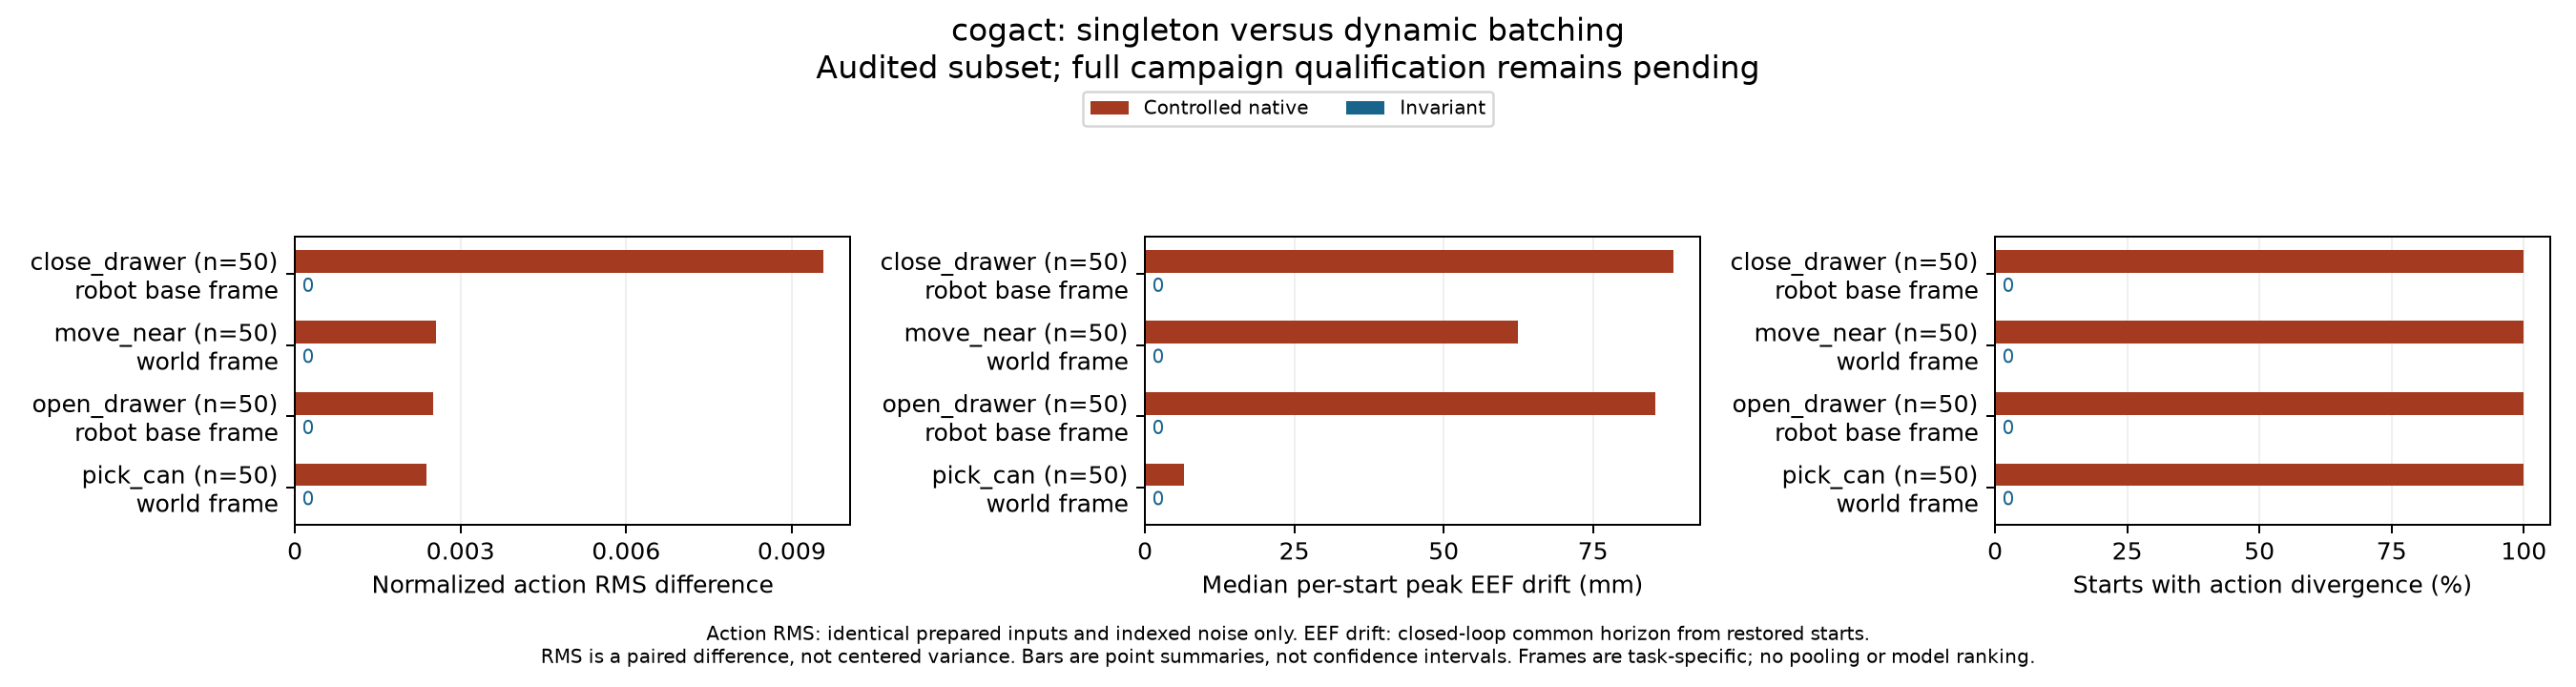 cogact: singleton versus dynamic batching
Audited subset; full campaign qualification remains pending
Controlled native
Invariant
close_drawer (n=50)
robot base frame
0
move_near (n=50)
world frame
0
open_drawer (n=50)
robot base frame
0
pick_can (n=50)
world frame
0
0 0.003 0.006 0.009
Normalized action RMS difference
close_drawer (n=50)
robot base frame
0
move_near (n=50)
world frame
0
open_drawer (n=50)
robot base frame
0
pick_can (n=50)
world frame
0
0 25 50 75
Median per-start peak EEF drift (mm)
close_drawer (n=50)
robot base frame
0
move_near (n=50)
world frame
0
open_drawer (n=50)
robot base frame
0
pick_can (n=50)
world frame
0
0 25 50 75 100
Starts with action divergence (%)
Action RMS: identical prepared inputs and indexed noise only. EEF drift: closed-loop common horizon from restored starts.
RMS is a paired difference, not centered variance. Bars are point summaries, not confidence intervals. Frames are task-specific; no pooling or model ranking.